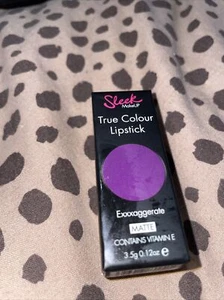 Sleek
MakeUP
True Colour
Lipstick
Exxxaggerate
MATTE
CONTAINS VITAMIN E
3.5g 0.12oz e